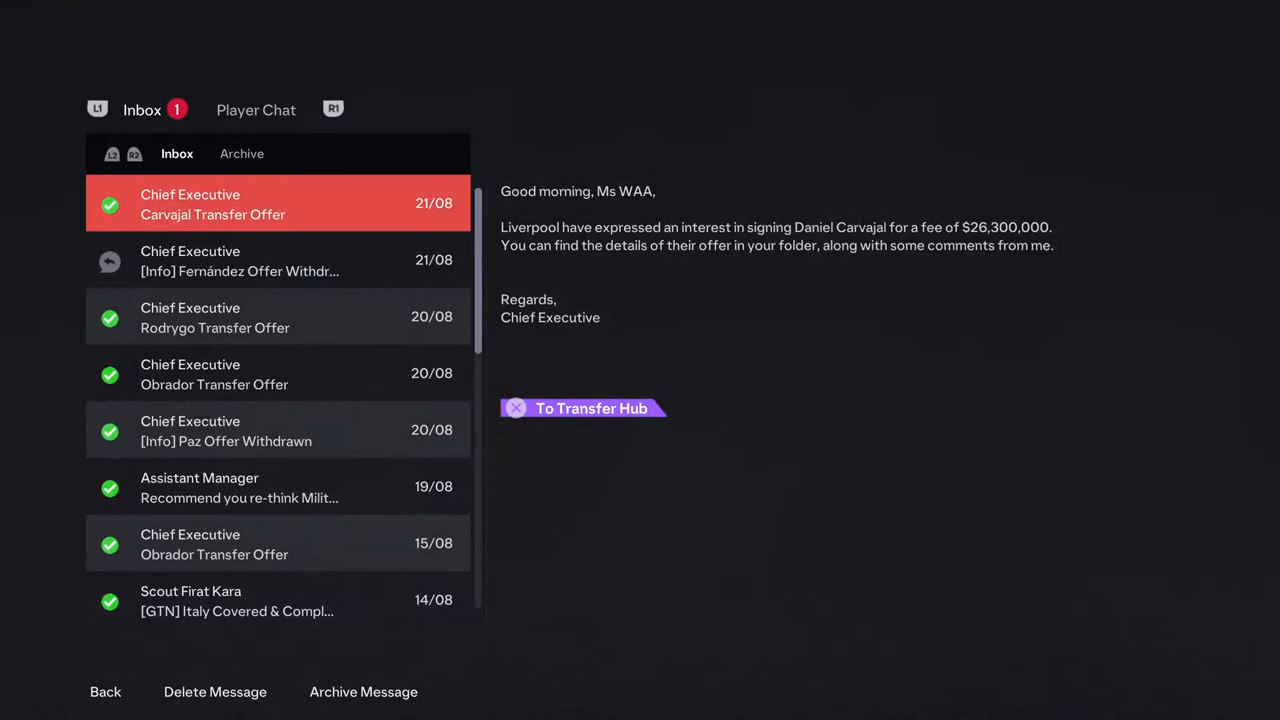 L1 Inbox 1 Player Chat R1
L2 R2 Inbox Archive
Chief Executive
Carvajal Transfer Offer
21/08
Chief Executive
[Info] Fernández Offer Withdr...
21/08
Chief Executive
Rodrygo Transfer Offer
20/08
Chief Executive
Obrador Transfer Offer
20/08
Chief Executive
[Info] Paz Offer Withdrawn
20/08
Assistant Manager
Recommend you re-think Milit...
19/08
Chief Executive
Obrador Transfer Offer
15/08
Scout Firat Kara
[GTN] Italy Covered & Compl...
14/08
Good morning, Ms WAA,
Liverpool have expressed an interest in signing Daniel Carvajal for a fee of $26,300,000.
You can find the details of their offer in your folder, along with some comments from me.
Regards,
Chief Executive
To Transfer Hub
Back Delete Message Archive Message